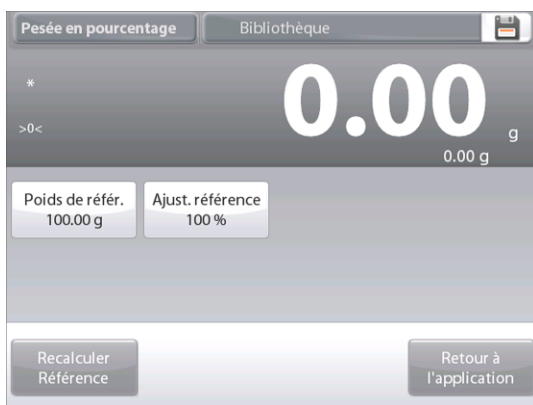 Pesée en pourcentage
Bibliothèque
*
0.00 g
>0<
0.00 g
Poids de référ.
100.00 g
Ajust. référence
100 %
Recalculer
Référence
Retour à
l'application